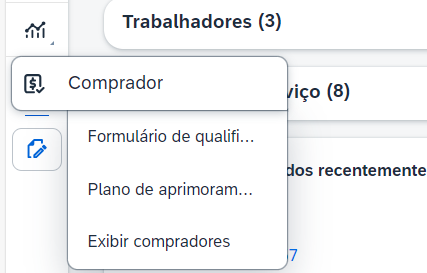 Trabalhadores (3)
Comprador
viço (8)
Formulário de qualifi...
dos recentemente
Plano de aprimoram...
Exibir compradores
7